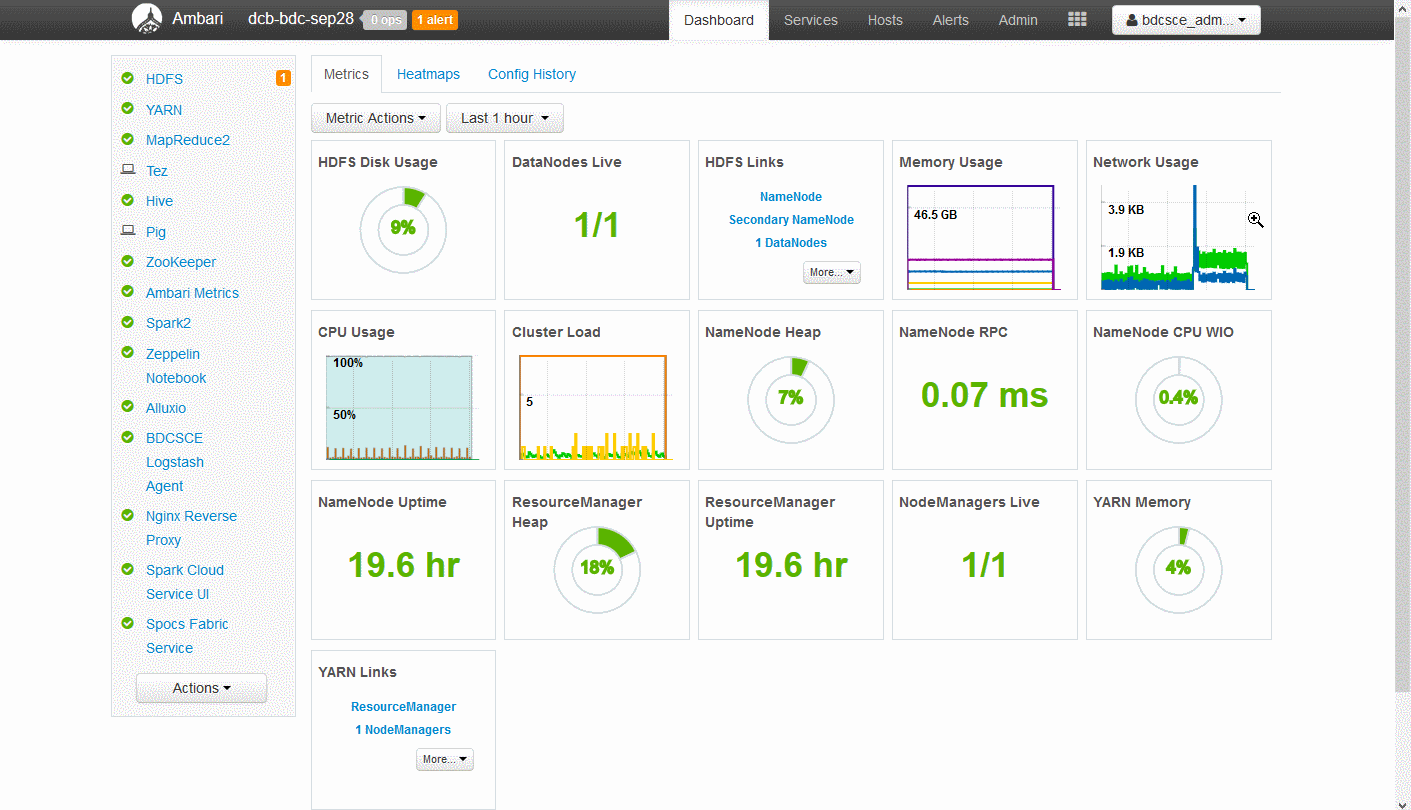 Ambari dcb-bdc-sep28 0 ops 1 alert Dashboard Services Hosts Alerts Admin bdcsce_adm...
HDFS 1
YARN
MapReduce2
Tez
Hive
Pig
ZooKeeper
Ambari Metrics
Spark2
Zeppelin
Notebook
Alluxio
BDCSCE
Logstash
Agent
Nginx Reverse
Proxy
Spark Cloud
Service UI
Spocs Fabric
Service
Actions
Metrics Heatmaps Config History
Metric Actions Last 1 hour
HDFS Disk Usage
9%
DataNodes Live
1/1
HDFS Links
NameNode
Secondary NameNode
1 DataNodes
More...
Memory Usage
46.5 GB
Network Usage
3.9 KB
1.9 KB
CPU Usage
100%
50%
Cluster Load
5
NameNode Heap
7%
NameNode RPC
0.07 ms
NameNode CPU WIO
0.4%
NameNode Uptime
19.6 hr
ResourceManager
Heap
18%
ResourceManager
Uptime
19.6 hr
NodeManagers Live
1/1
YARN Memory
4%
YARN Links
ResourceManager
1 NodeManagers
More...